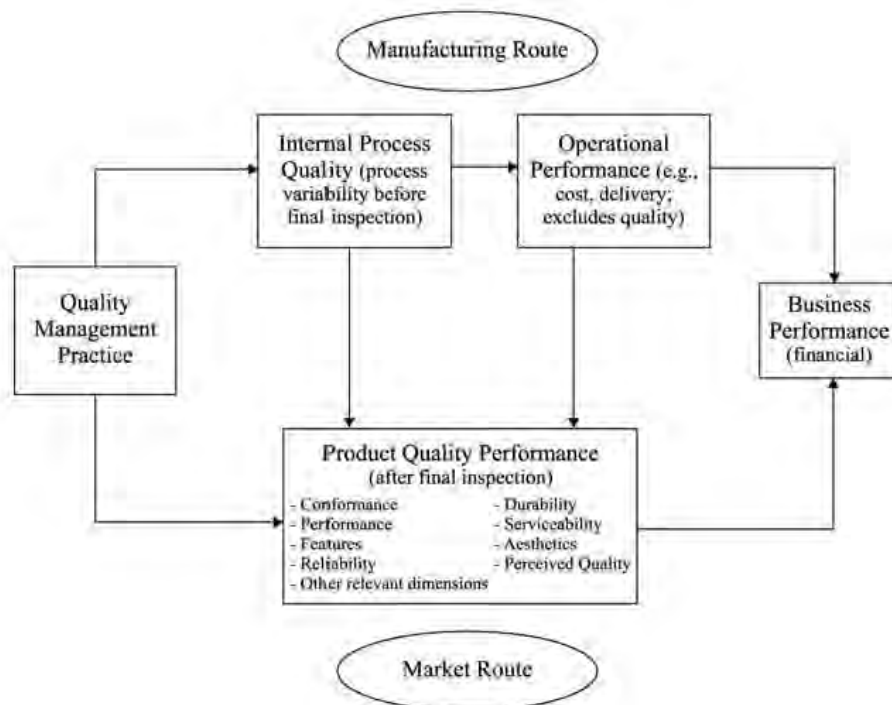 Manufacturing Route
Internal Process
Quality (process
variability before
final inspection)
Operational
Performance (e.g.,
cost, delivery;
excludes quality)
Quality
Management
Practice
Business
Performance
(financial)
Product Quality Performance
(after final inspection)
- Conformance
- Performance
- Features
- Reliability
- Other relevant dimensions
- Durability
- Serviceability
- Aesthetics
- Perceived Quality
Market Route